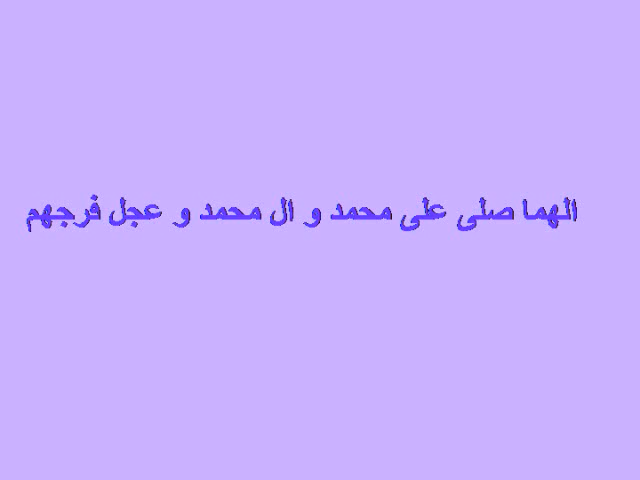 الهما صلی علی محمد و ال محمد و عجل فرجهم